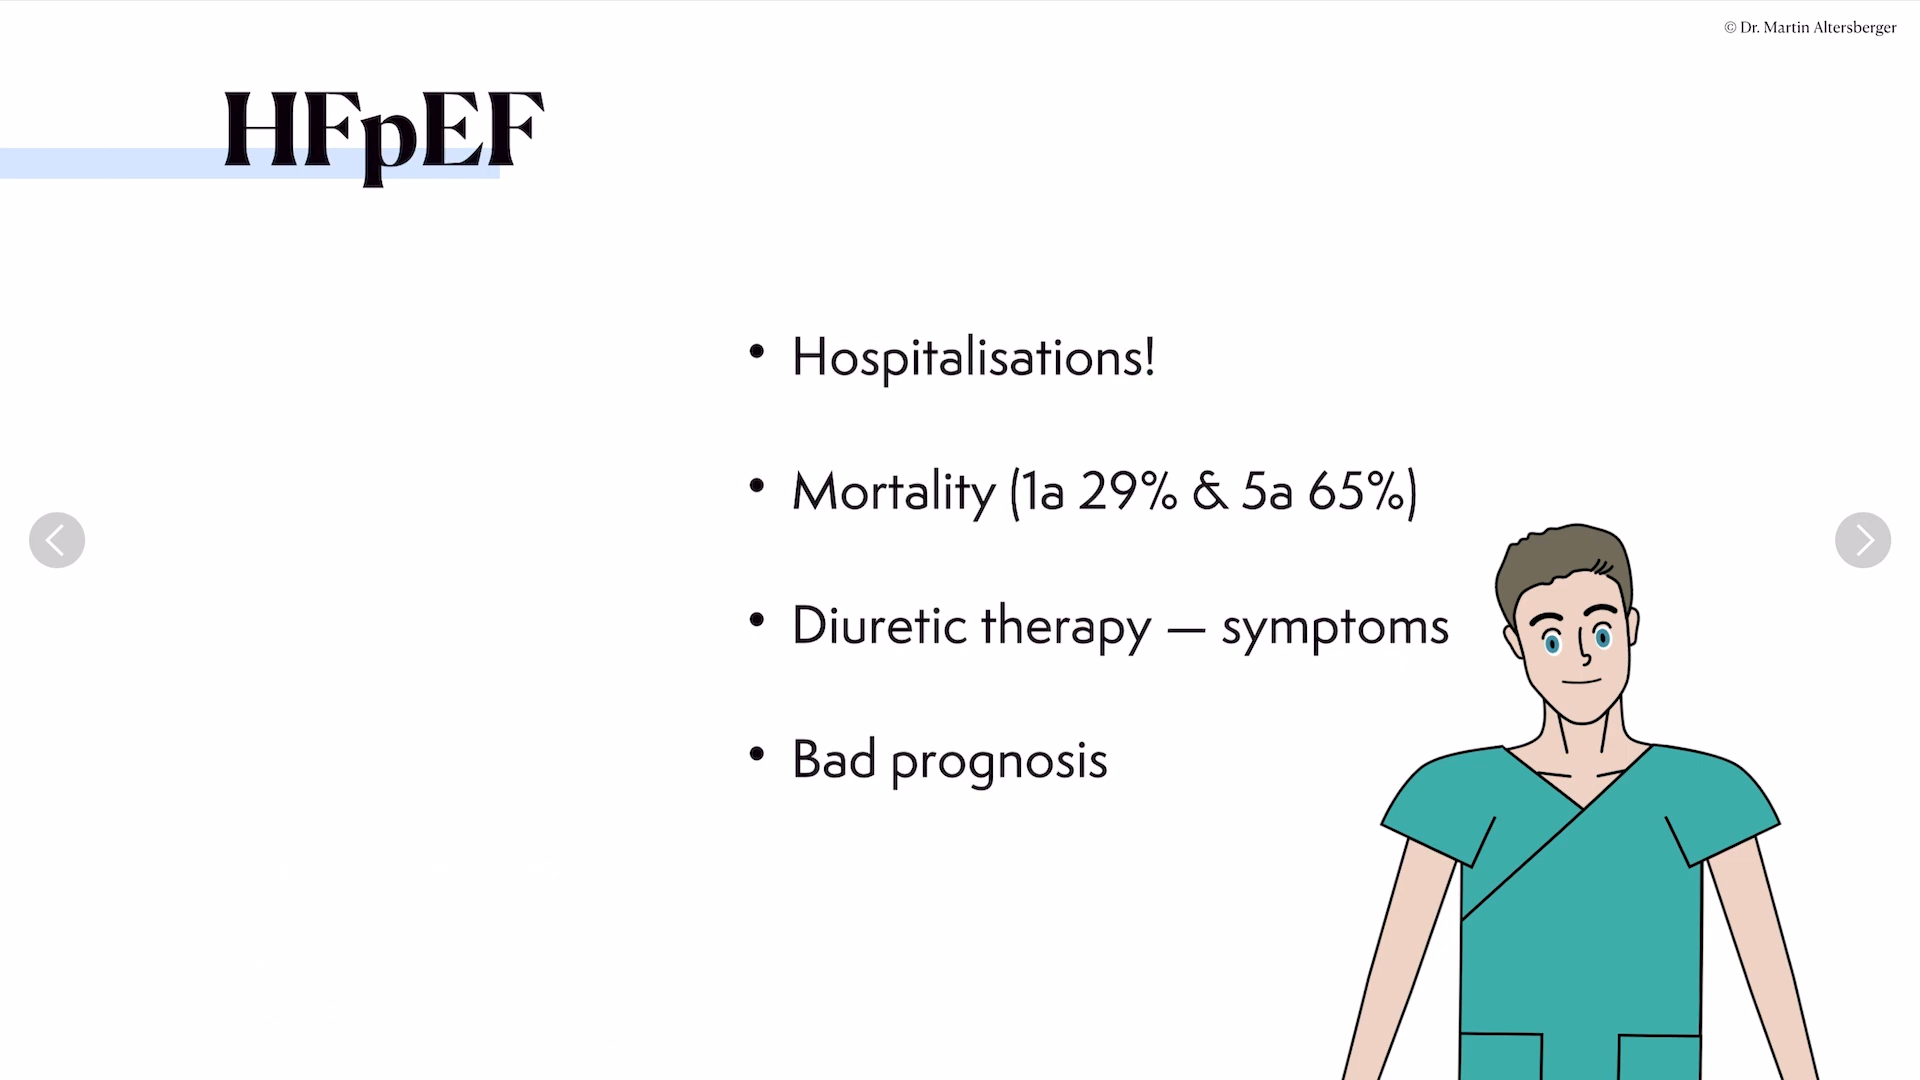 © Dr. Martin Altersberger
HFpEF
• Hospitalisations!
• Mortality (1a 29% & 5a 65%)
• Diuretic therapy — symptoms
• Bad prognosis